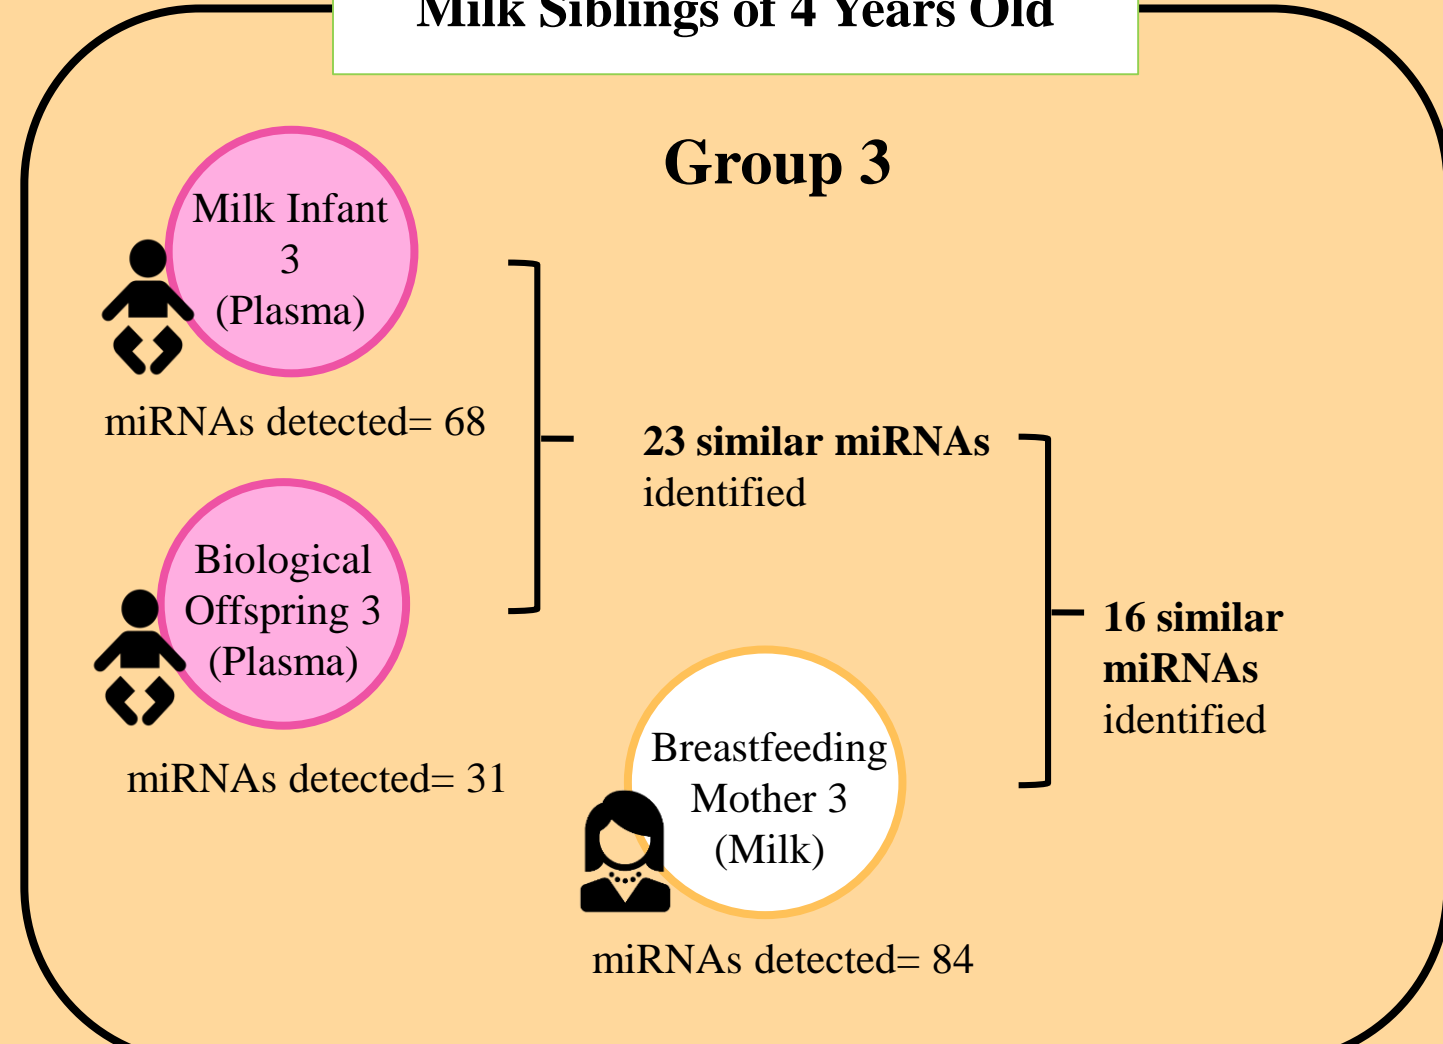 Milk Siblings of 4 Years Old
Group 3
Milk Infant
3
(Plasma)
miRNAs detected= 68
23 similar miRNAs
identified
Biological
Offspring 3
(Plasma)
miRNAs detected= 31
16 similar
miRNAs
identified
Breastfeeding
Mother 3
(Milk)
miRNAs detected= 84